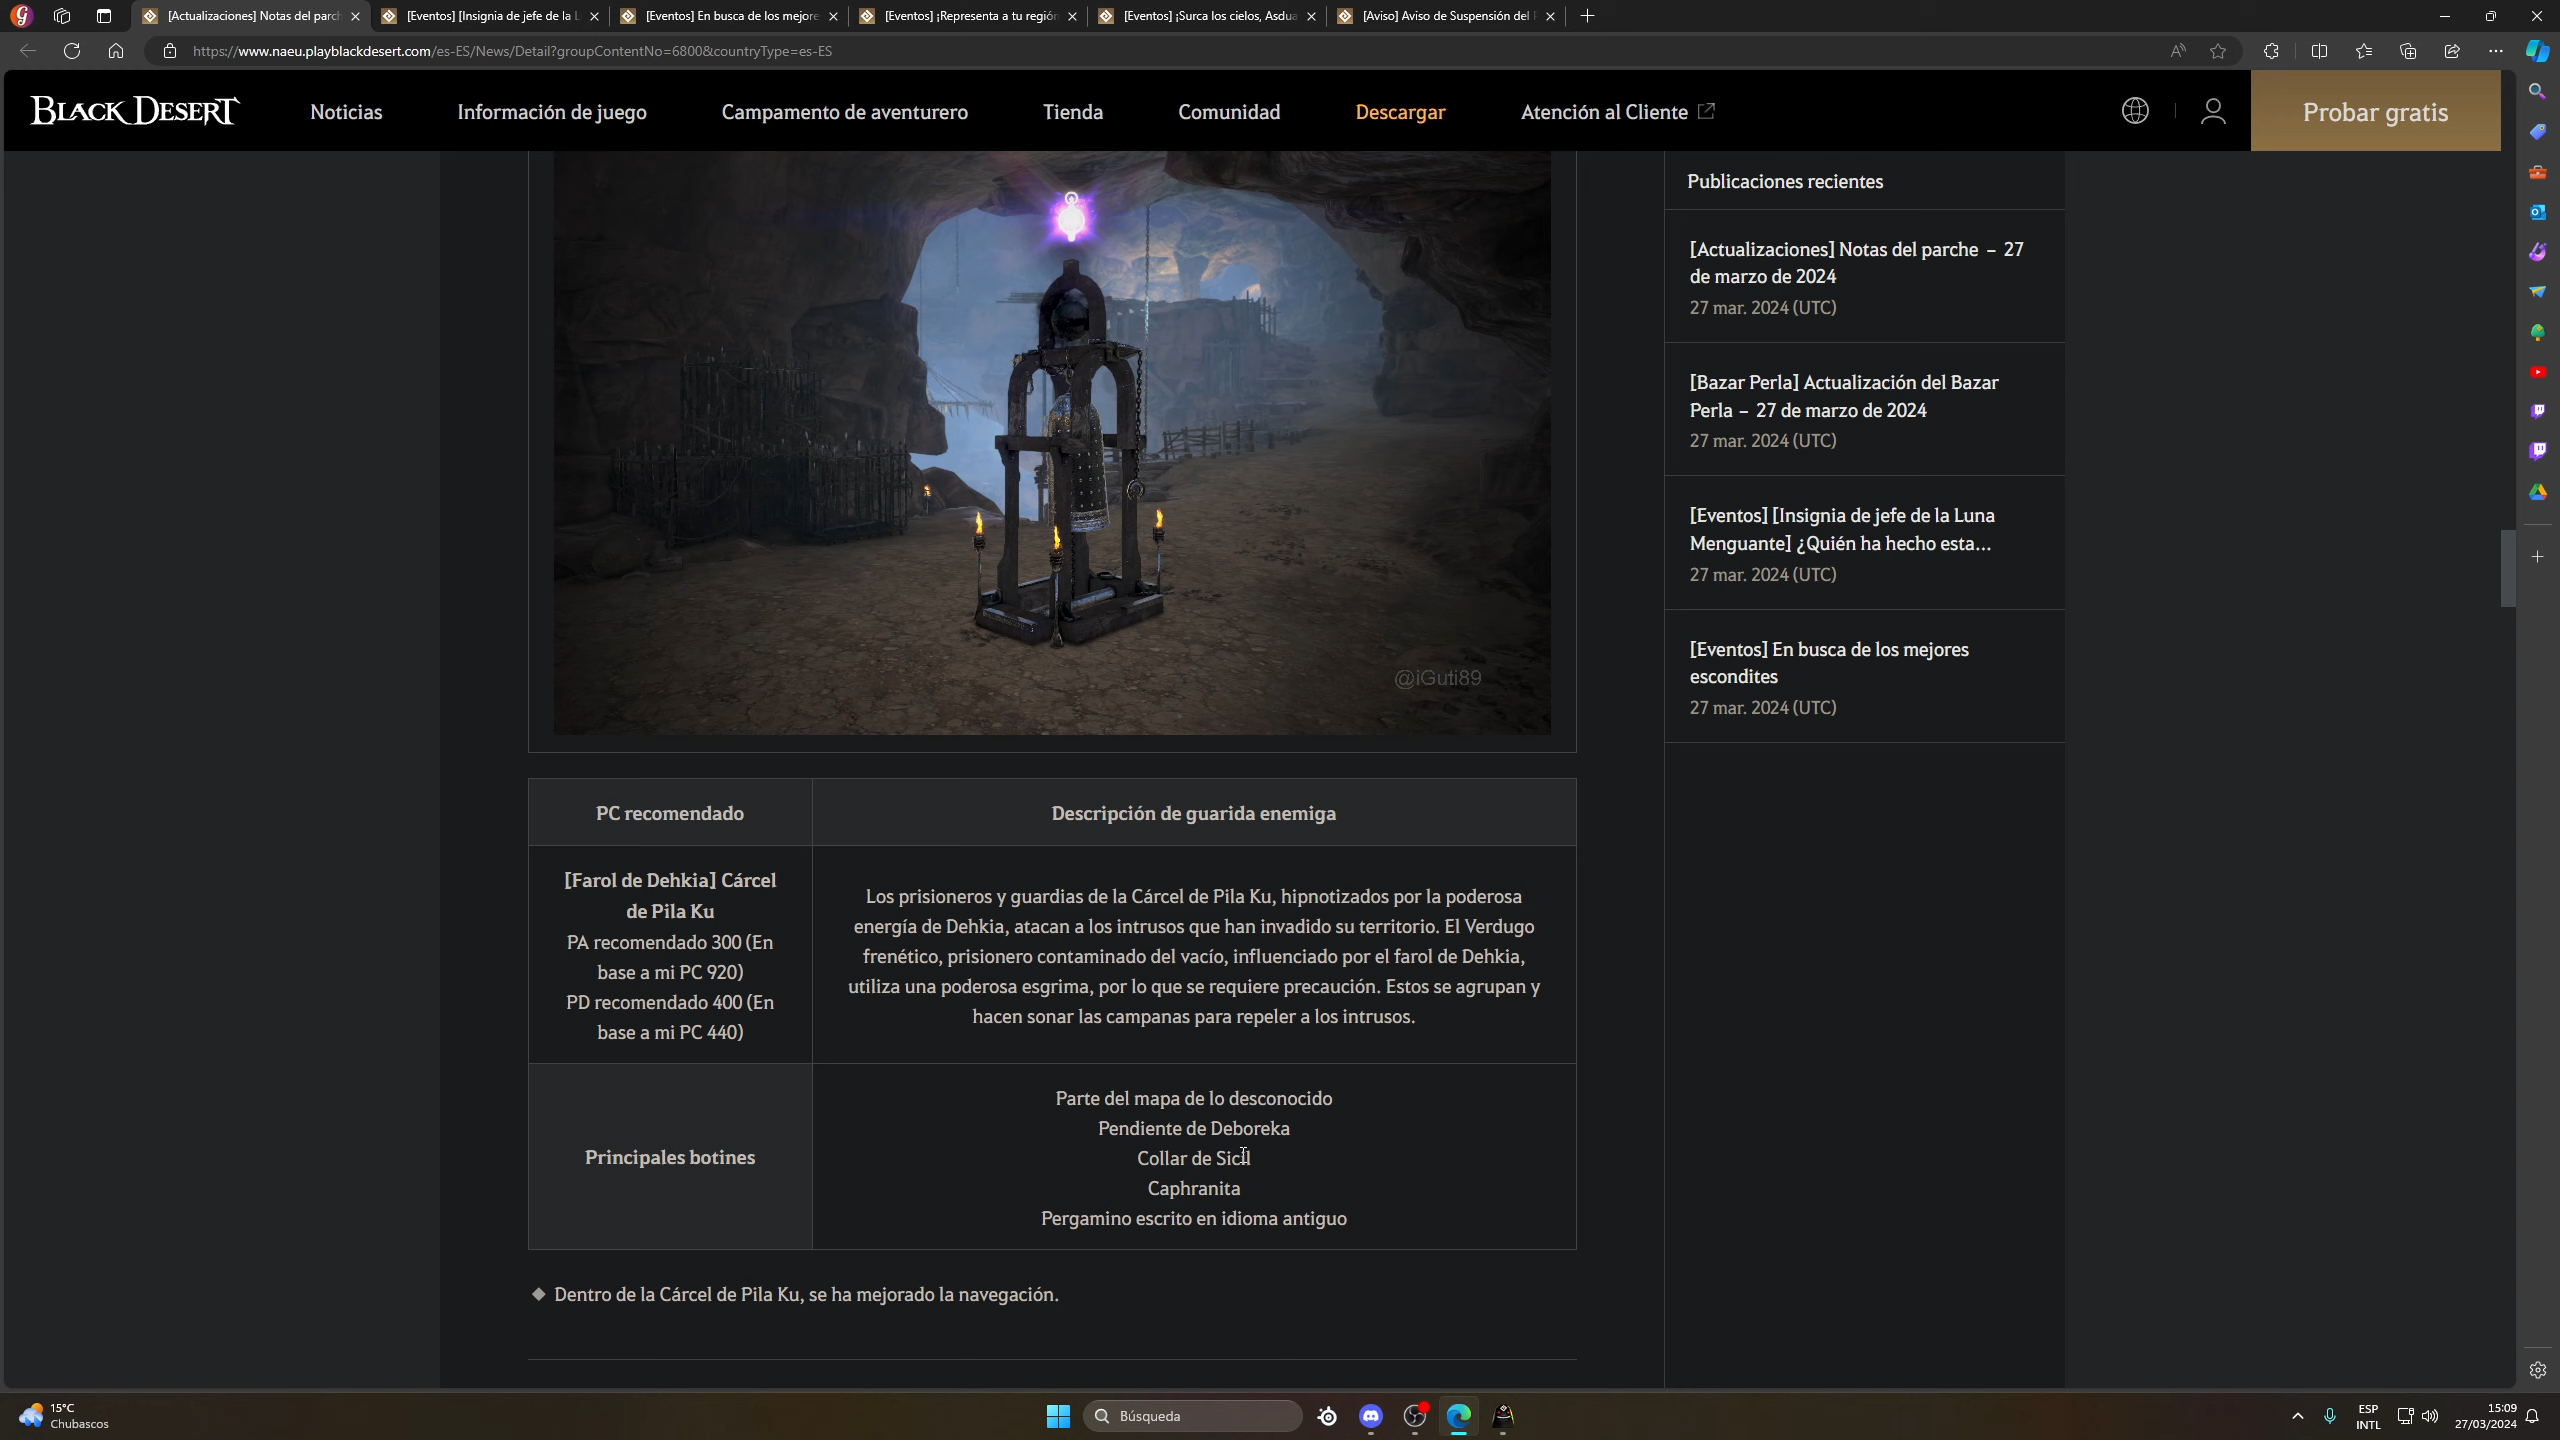 [Actualizaciones] Notas del parch
[Eventos] [Insignia de jefe de la L
[Eventos] En busca de los mejore
[Eventos] ¡Representa a tu región
[Eventos] ¡Surca los cielos, Asdua
[Aviso] Aviso de Suspensión del
https://www.naeu.playblackdesert.com/es-ES/News/Detail?groupContentNo=6800&countryType=es-ES
BLACK DESERT
Noticias
Información de juego
Campamento de aventurero
Tienda
Comunidad
Descargar
Atención al Cliente
Probar gratis
@iGuti89
Publicaciones recientes
[Actualizaciones] Notas del parche – 27
de marzo de 2024
27 mar. 2024 (UTC)
[Bazar Perla] Actualización del Bazar
Perla – 27 de marzo de 2024
27 mar. 2024 (UTC)
[Eventos] [Insignia de jefe de la Luna
Menguante] ¿Quién ha hecho esta...
27 mar. 2024 (UTC)
[Eventos] En busca de los mejores
escondites
27 mar. 2024 (UTC)
PC recomendado
Descripción de guarida enemiga
[Farol de Dehkia] Cárcel
de Pila Ku
PA recomendado 300 (En
base a mi PC 920)
PD recomendado 400 (En
base a mi PC 440)
Los prisioneros y guardias de la Cárcel de Pila Ku, hipnotizados por la poderosa
energía de Dehkia, atacan a los intrusos que han invadido su territorio. El Verdugo
frenético, prisionero contaminado del vacío, influenciado por el farol de Dehkia,
utiliza una poderosa esgrima, por lo que se requiere precaución. Estos se agrupan y
hacen sonar las campanas para repeler a los intrusos.
Principales botines
Parte del mapa de lo desconocido
Pendiente de Deboreka
Collar de Sicil
Caphranita
Pergamino escrito en idioma antiguo
◆ Dentro de la Cárcel de Pila Ku, se ha mejorado la navegación.
15°C
Chubascos
Búsqueda
ESP
INTL
15:09
27/03/2024